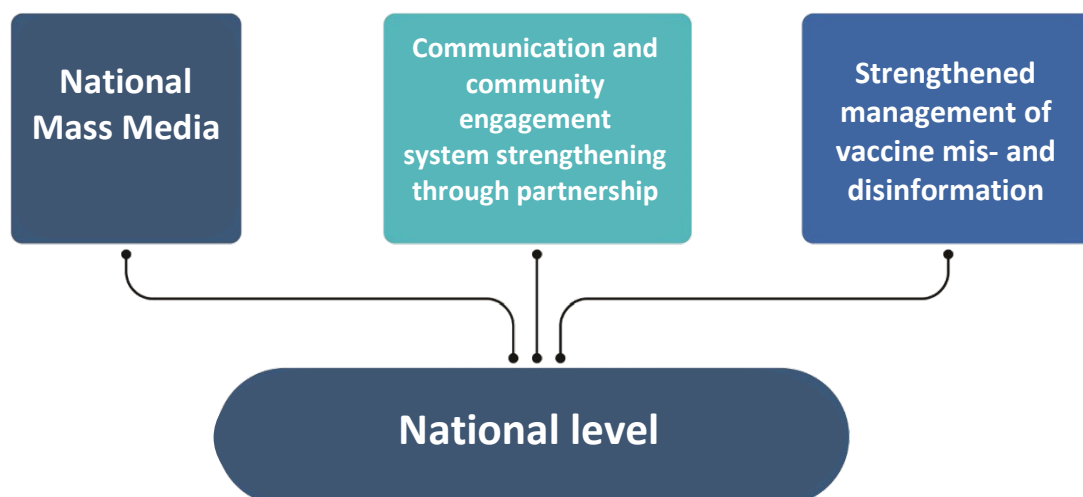 National
Mass Media
Communication and
community
engagement
system strengthening
through partnership
Strengthened
management of
vaccine mis- and
disinformation
National level